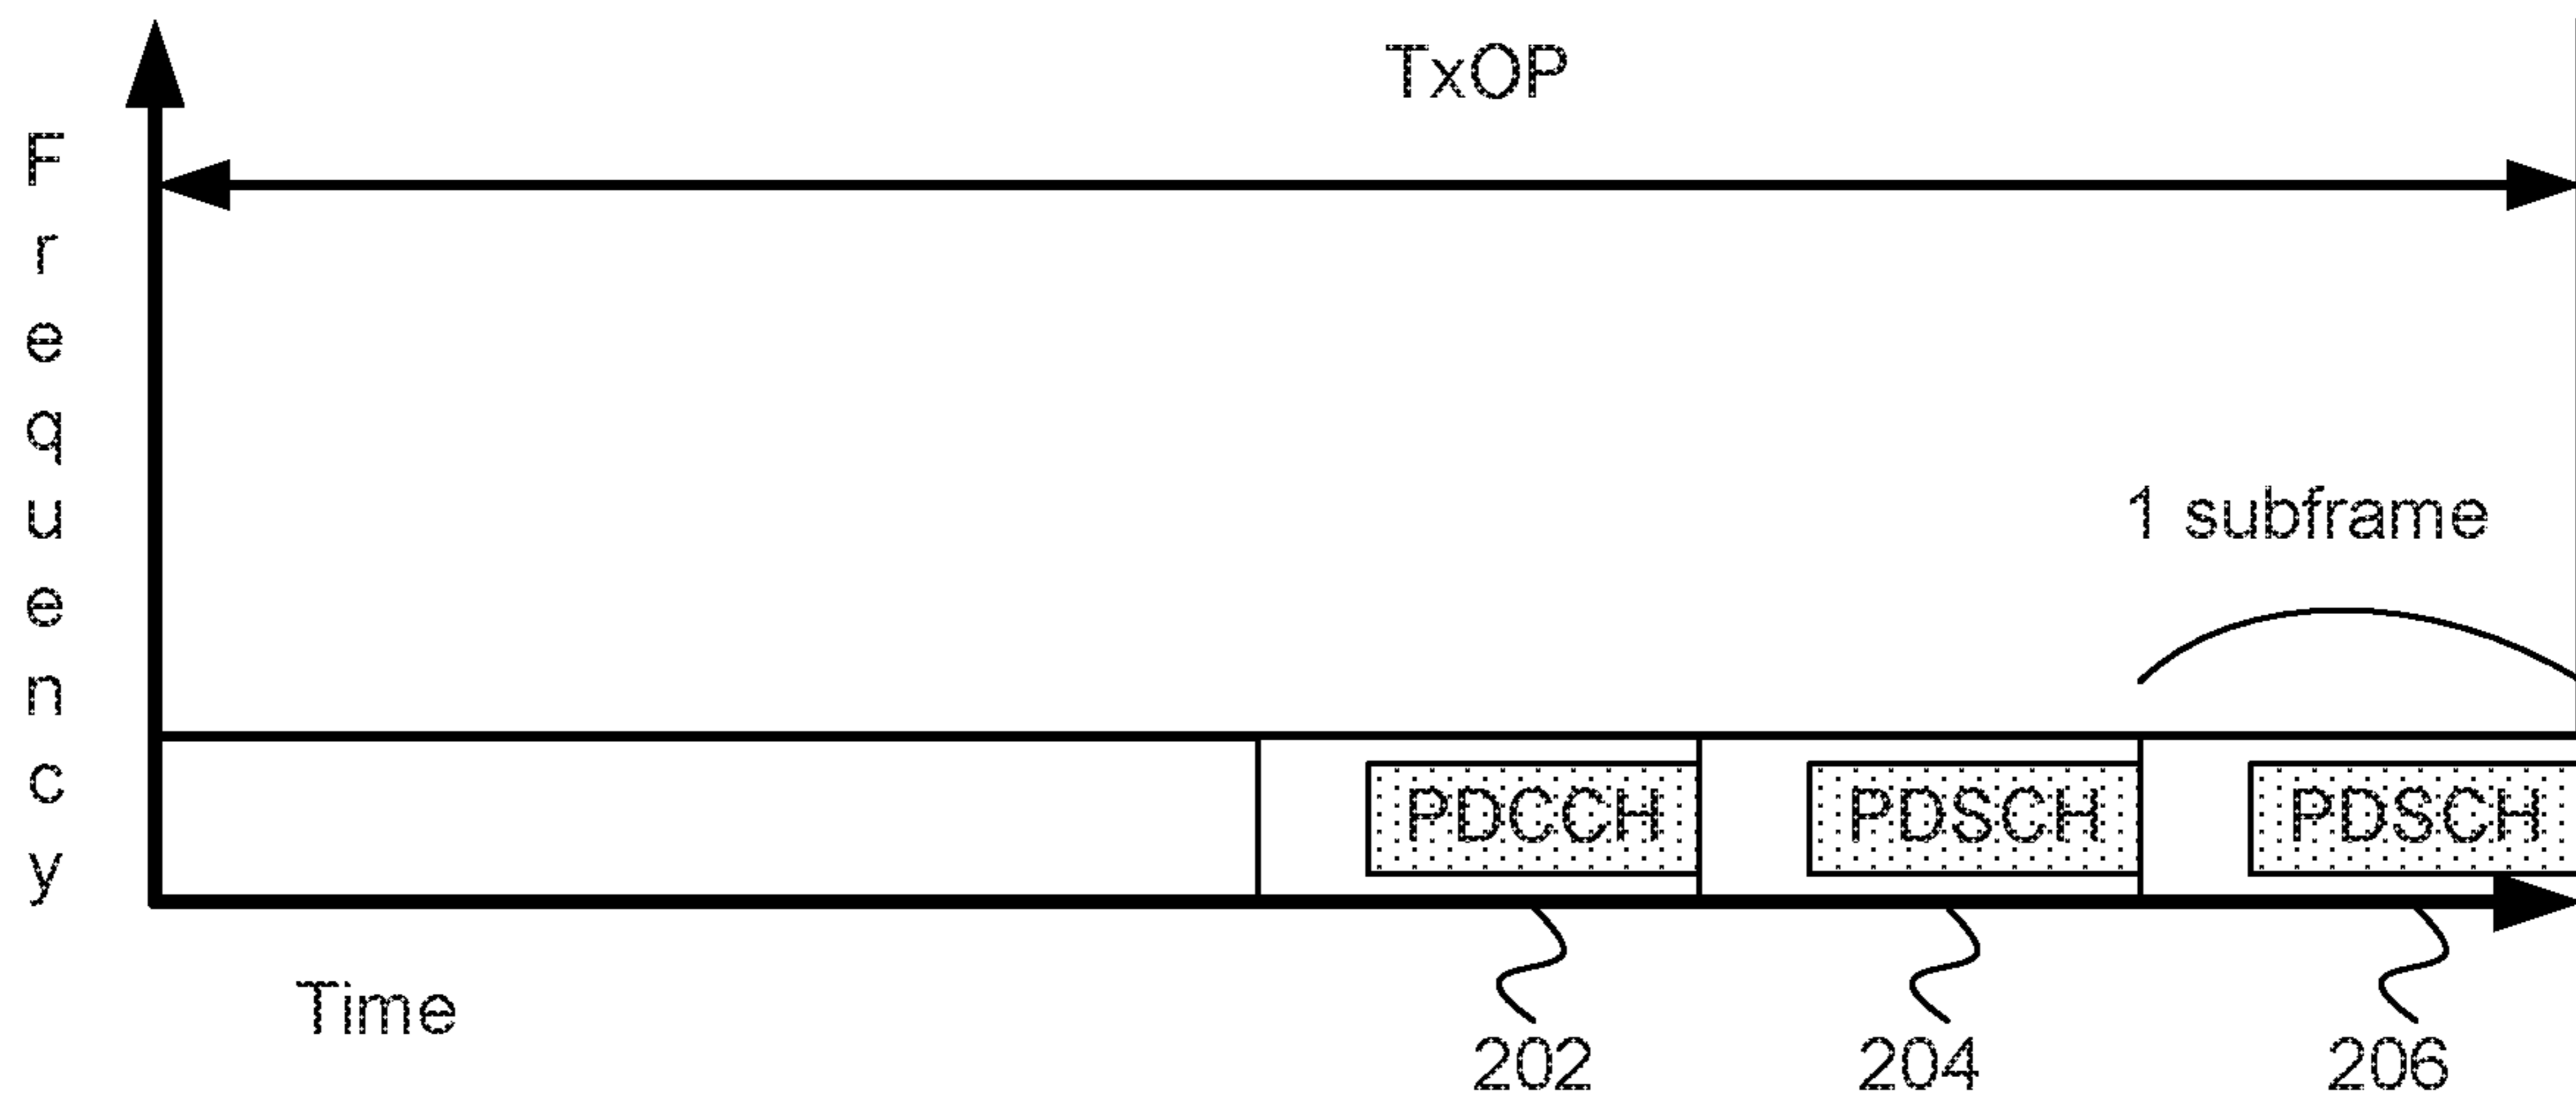 TxOP
Frequency
1 subframe
PDCCH PDSCH PDSCH
Time
202 204 206